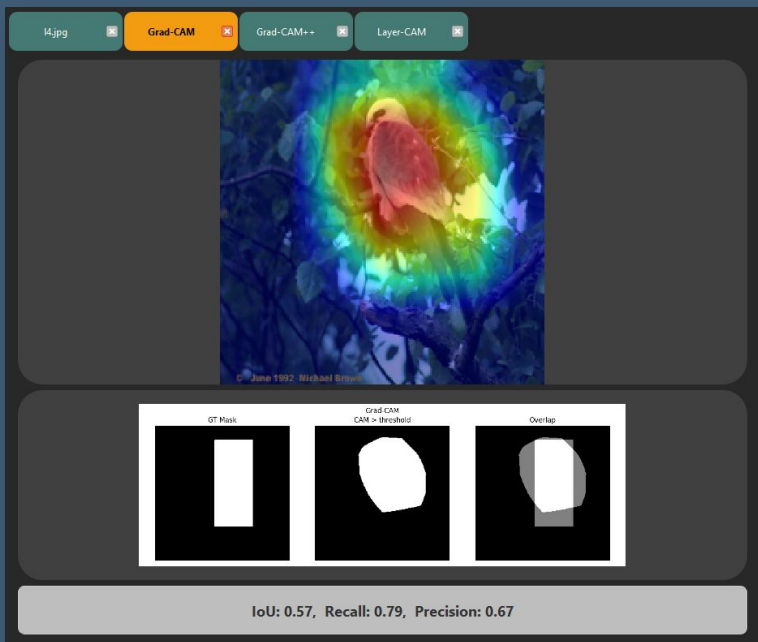 l4.jpg
Grad-CAM
Grad-CAM++
Layer-CAM
© June 1992 Michael Brown
GT Mask
Grad-CAM
CAM > threshold
Overlap
IoU: 0.57, Recall: 0.79, Precision: 0.67